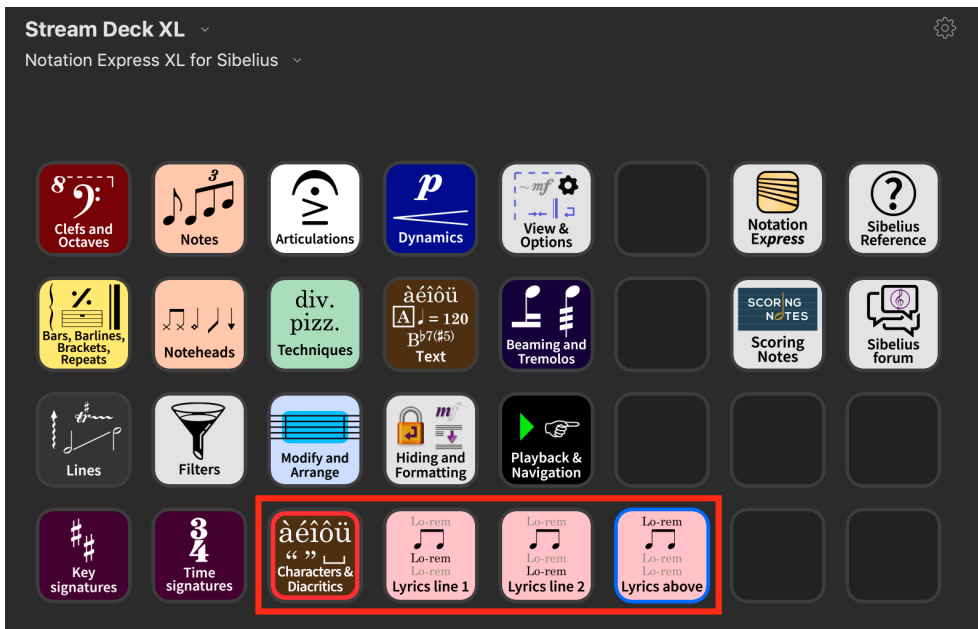 Stream Deck XL
Notation Express XL for Sibelius
8
Clefs and
Octaves
3
Notes
Articulations
p
Dynamics
~ mf
View &
Options
Notation
Express
?
Sibelius
Reference
Bars, Barlines,
Brackets,
Repeats
Noteheads
div.
pizz.
Techniques
àéîôü
A ♩ = 120
B♭7(♯5)
Text
Beaming and
Tremolos
SCORING
NOTES
Scoring
Notes
Sibelius
forum
tr
Lines
Filters
Modify and
Arrange
mf
Hiding and
Formatting
Playback &
Navigation
Key
signatures
3
4
Time
signatures
àéîôü
“ ”
Characters &
Diacritics
Lo-rem
Lo-rem
Lo-rem
Lyrics line 1
Lo-rem
Lo-rem
Lo-rem
Lyrics line 2
Lo-rem
Lo-rem
Lo-rem
Lyrics above